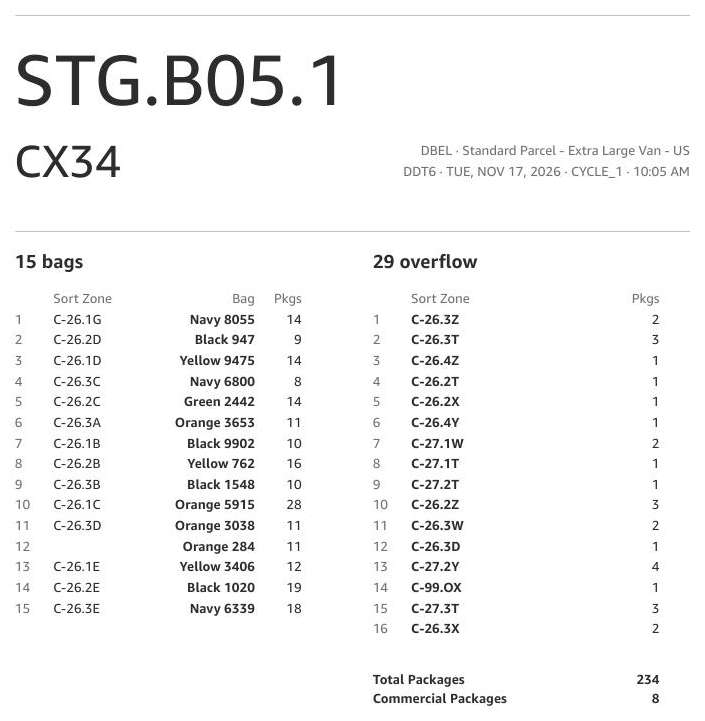 STG.B05.1
CX34
DBEL · Standard Parcel - Extra Large Van - US
DDT6 · TUE, NOV 17, 2026 · CYCLE_1 · 10:05 AM
15 bags
Sort Zone Bag Pkgs
1 C-26.1G Navy 8055 14
2 C-26.2D Black 947 9
3 C-26.1D Yellow 9475 14
4 C-26.3C Navy 6800 8
5 C-26.2C Green 2442 14
6 C-26.3A Orange 3653 11
7 C-26.1B Black 9902 10
8 C-26.2B Yellow 762 16
9 C-26.3B Black 1548 10
10 C-26.1C Orange 5915 28
11 C-26.3D Orange 3038 11
12 Orange 284 11
13 C-26.1E Yellow 3406 12
14 C-26.2E Black 1020 19
15 C-26.3E Navy 6339 18
29 overflow
Sort Zone Pkgs
1 C-26.3Z 2
2 C-26.3T 3
3 C-26.4Z 1
4 C-26.2T 1
5 C-26.2X 1
6 C-26.4Y 1
7 C-27.1W 2
8 C-27.1T 1
9 C-27.2T 1
10 C-26.2Z 3
11 C-26.3W 2
12 C-26.3D 1
13 C-27.2Y 4
14 C-99.OX 1
15 C-27.3T 3
16 C-26.3X 2
Total Packages 234
Commercial Packages 8